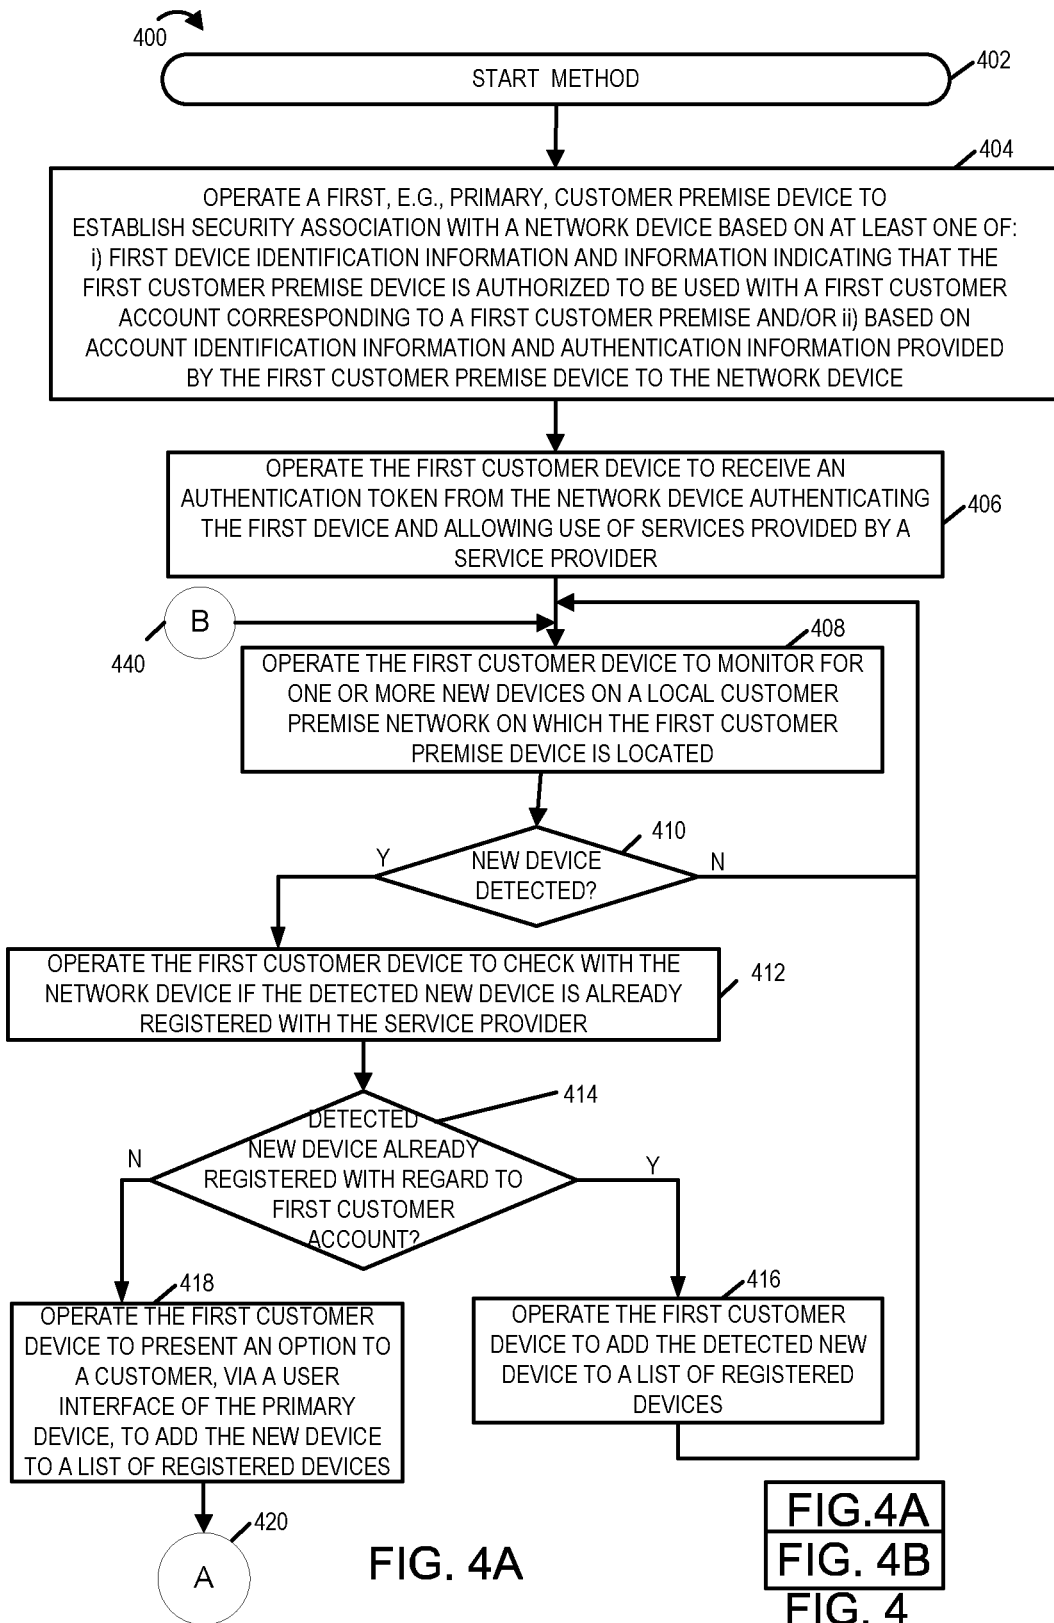 400
START METHOD
402
404
OPERATE A FIRST, E.G., PRIMARY, CUSTOMER PREMISE DEVICE TO
ESTABLISH SECURITY ASSOCIATION WITH A NETWORK DEVICE BASED ON AT LEAST ONE OF:
i) FIRST DEVICE IDENTIFICATION INFORMATION AND INFORMATION INDICATING THAT THE
FIRST CUSTOMER PREMISE DEVICE IS AUTHORIZED TO BE USED WITH A FIRST CUSTOMER
ACCOUNT CORRESPONDING TO A FIRST CUSTOMER PREMISE AND/OR ii) BASED ON
ACCOUNT IDENTIFICATION INFORMATION AND AUTHENTICATION INFORMATION PROVIDED
BY THE FIRST CUSTOMER PREMISE DEVICE TO THE NETWORK DEVICE
OPERATE THE FIRST CUSTOMER DEVICE TO RECEIVE AN
AUTHENTICATION TOKEN FROM THE NETWORK DEVICE AUTHENTICATING
THE FIRST DEVICE AND ALLOWING USE OF SERVICES PROVIDED BY A
SERVICE PROVIDER
406
B
440
408
OPERATE THE FIRST CUSTOMER DEVICE TO MONITOR FOR
ONE OR MORE NEW DEVICES ON A LOCAL CUSTOMER
PREMISE NETWORK ON WHICH THE FIRST CUSTOMER
PREMISE DEVICE IS LOCATED
410
Y
NEW DEVICE
DETECTED?
N
OPERATE THE FIRST CUSTOMER DEVICE TO CHECK WITH THE
NETWORK DEVICE IF THE DETECTED NEW DEVICE IS ALREADY
REGISTERED WITH THE SERVICE PROVIDER
412
414
DETECTED
NEW DEVICE ALREADY
REGISTERED WITH REGARD TO
FIRST CUSTOMER
ACCOUNT?
N
Y
418
OPERATE THE FIRST CUSTOMER
DEVICE TO PRESENT AN OPTION TO
A CUSTOMER, VIA A USER
INTERFACE OF THE PRIMARY
DEVICE, TO ADD THE NEW DEVICE
TO A LIST OF REGISTERED DEVICES
416
OPERATE THE FIRST CUSTOMER
DEVICE TO ADD THE DETECTED NEW
DEVICE TO A LIST OF REGISTERED
DEVICES
420
A
FIG. 4A
FIG.4A
FIG. 4B
FIG. 4